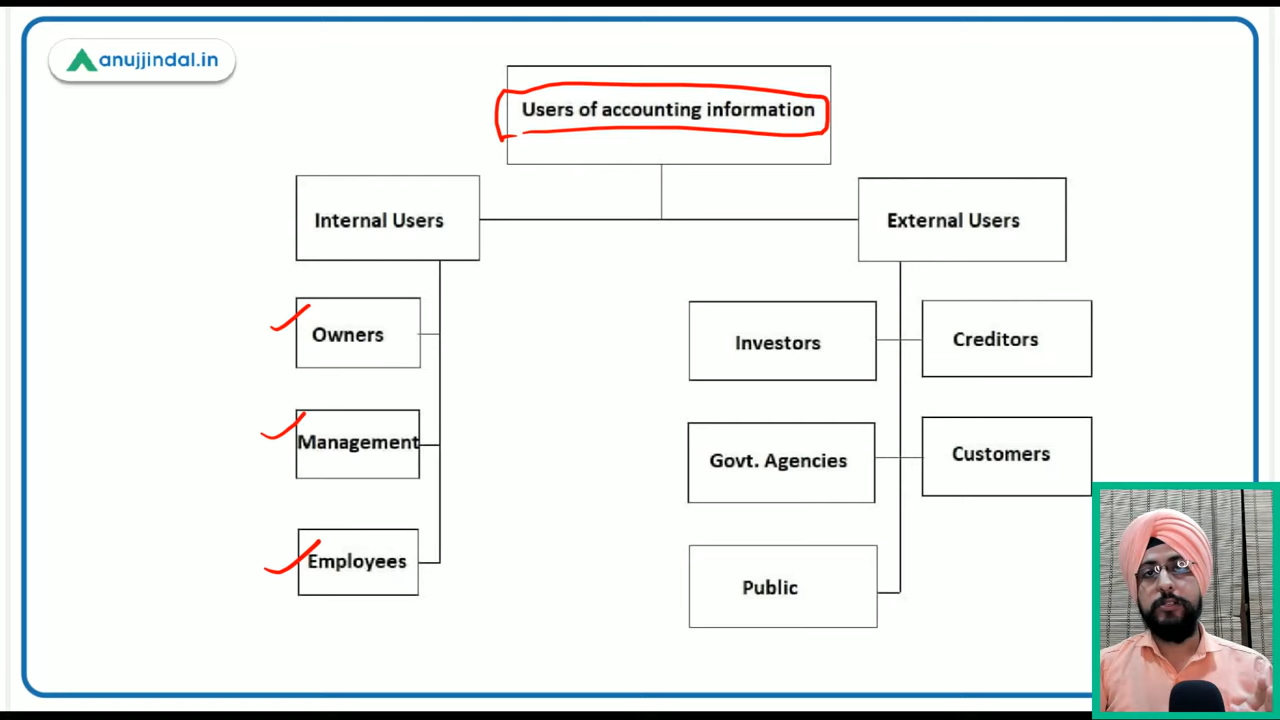 anujjindal.in
Users of accounting information
Internal Users
External Users
Owners
Management
Employees
Investors
Creditors
Govt. Agencies
Customers
Public